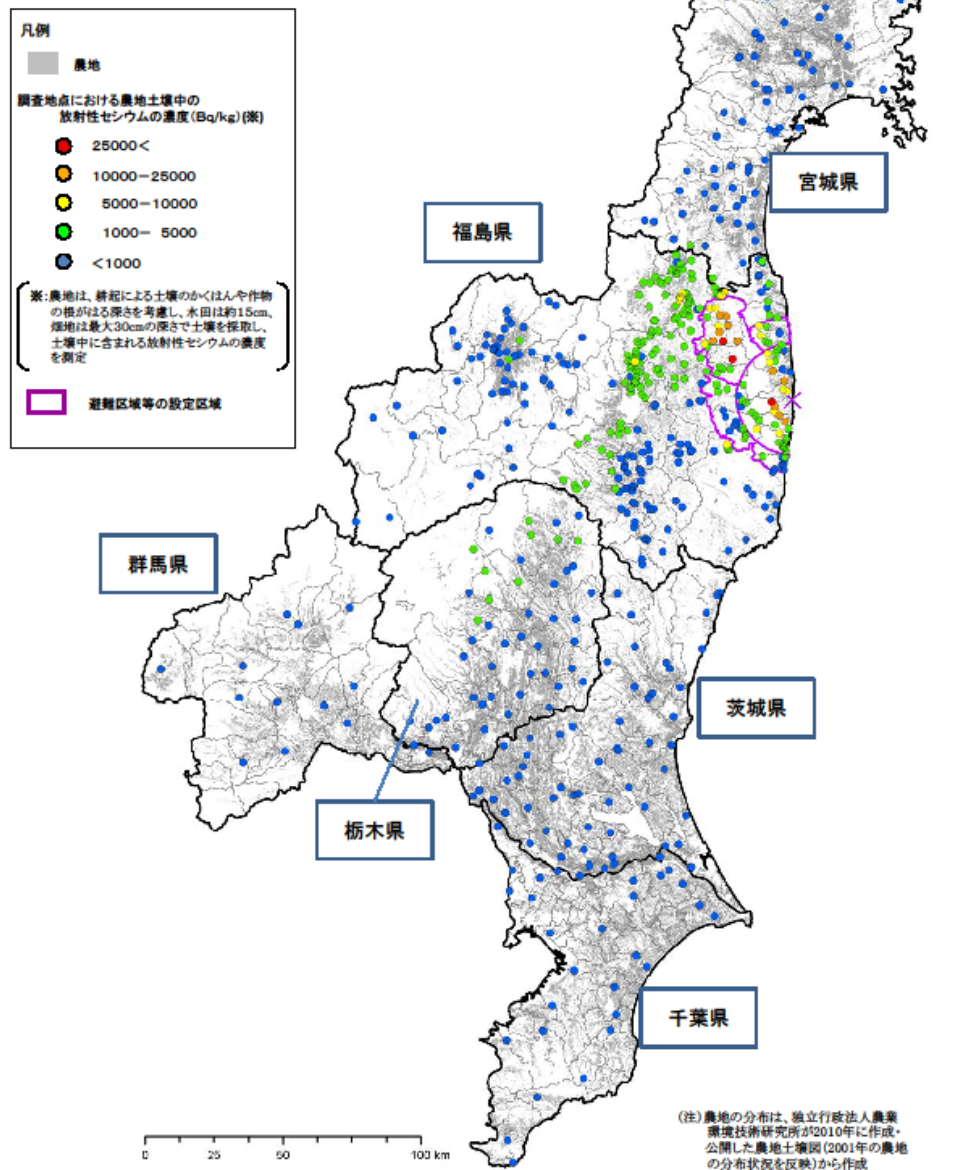 凡例
農地
調査地点における農地土壌中の
放射性セシウムの濃度(Bq/kg)(※)
25000<
10000-25000
5000-10000
1000- 5000
<1000
※:農地は、耕起による土壌のかくはんや作物
の根がはる深さを考慮し、水田は約15cm、
畑地は最大30cmの深さで土壌を採取し、
土壌中に含まれる放射性セシウムの濃度
を測定
避難区域等の設定区域
宮城県
福島県
群馬県
茨城県
栃木県
千葉県
0 25 50 100 km
(注)農地の分布は、独立行政法人農業
環境技術研究所が2010年に作成・
公開した農地土壌図(2001年の農地
の分布状況を反映)から作成